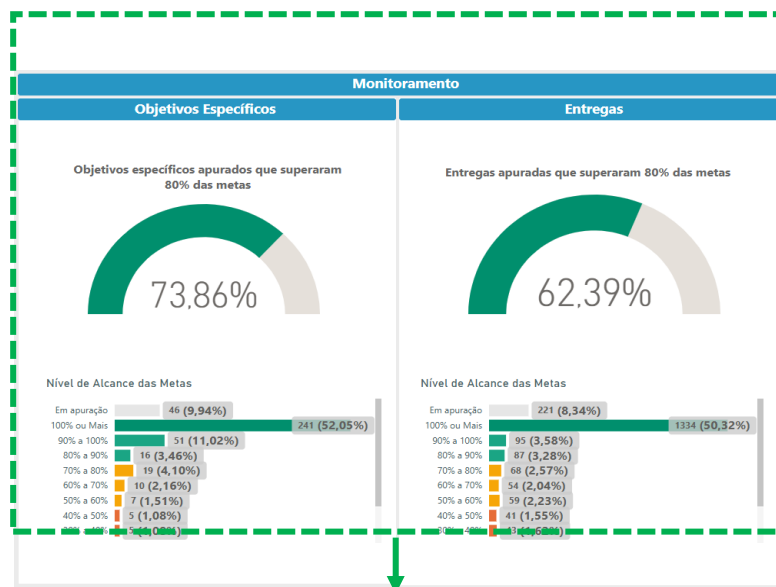 Monitoramento
Objetivos Específicos
Entregas
Objetivos específicos apurados que superaram
80% das metas
73,86%
Entregas apuradas que superaram 80% das metas
62,39%
Nível de Alcance das Metas
Em apuração 46 (9,94%)
100% ou Mais 241 (52,05%)
90% a 100% 51 (11,02%)
80% a 90% 16 (3,46%)
70% a 80% 19 (4,10%)
60% a 70% 10 (2,16%)
50% a 60% 7 (1,51%)
40% a 50% 5 (1,08%)
Nível de Alcance das Metas
Em apuração 221 (8,34%)
100% ou Mais 1334 (50,32%)
90% a 100% 95 (3,58%)
80% a 90% 87 (3,28%)
70% a 80% 68 (2,57%)
60% a 70% 54 (2,04%)
50% a 60% 59 (2,23%)
40% a 50% 41 (1,55%)